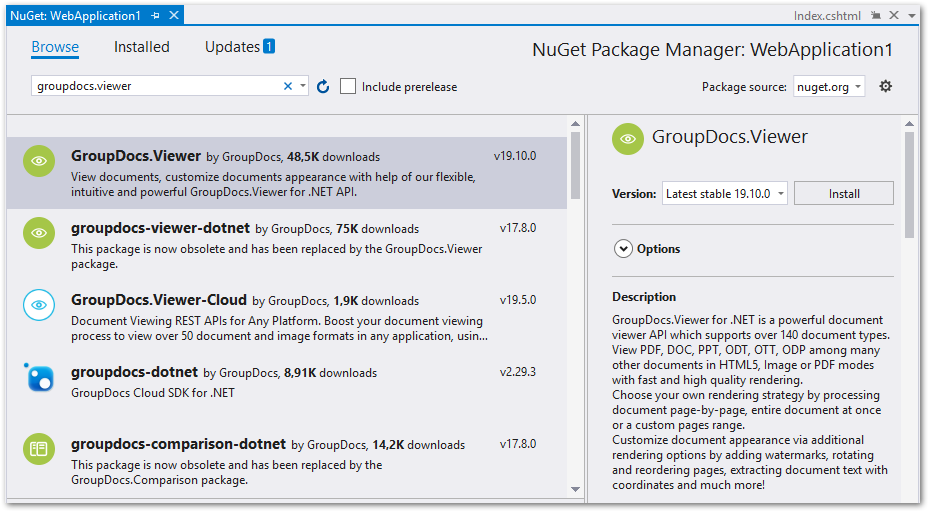 NuGet: WebApplication1
Index.cshtml
Browse Installed Updates 1
NuGet Package Manager: WebApplication1
groupdocs.viewer
Include prerelease
Package source: nuget.org
GroupDocs.Viewer by GroupDocs, 48,5K downloads v19.10.0
View documents, customize documents appearance with help of our flexible,
intuitive and powerful GroupDocs.Viewer for .NET API.
groupdocs-viewer-dotnet by GroupDocs, 75K downloads v17.8.0
This package is now obsolete and has been replaced by the GroupDocs.Viewer
package.
GroupDocs.Viewer-Cloud by GroupDocs, 1,9K downloads v19.5.0
Document Viewing REST APIs for Any Platform. Boost your document viewing
process to view over 50 document and image formats in any application, usin...
groupdocs-dotnet by GroupDocs, 8,91K downloads v2.29.3
GroupDocs Cloud SDK for .NET
groupdocs-comparison-dotnet by GroupDocs, 14,2K downloads v17.8.0
This package is now obsolete and has been replaced by the
GroupDocs.Comparison package.
GroupDocs.Viewer
Version: Latest stable 19.10.0 Install
Options
Description
GroupDocs.Viewer for .NET is a powerful document
viewer API which supports over 140 document types.
View PDF, DOC, PPT, ODT, OTT, ODP among many
other documents in HTML5, Image or PDF modes
with fast and high quality rendering.
Choose your own rendering strategy by processing
document page-by-page, entire document at once
or a custom pages range.
Customize document appearance via additional
rendering options by adding watermarks, rotating
and reordering pages, extracting document text with
coordinates and much more!